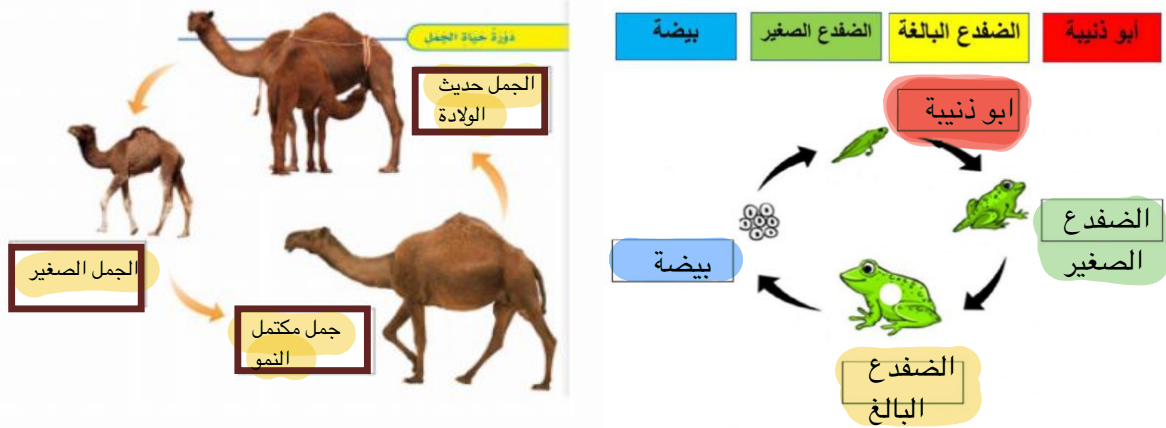 دورة حياة الجمل
الجمل حديث
الولادة
الجمل الصغير
جمل مكتمل
النمو
أبو ذنيبة
الضفدع البالغة
الضفدع الصغير
بيضة
ابو ذنيبة
الضفدع
الصغير
بيضة
الضفدع
البالغ